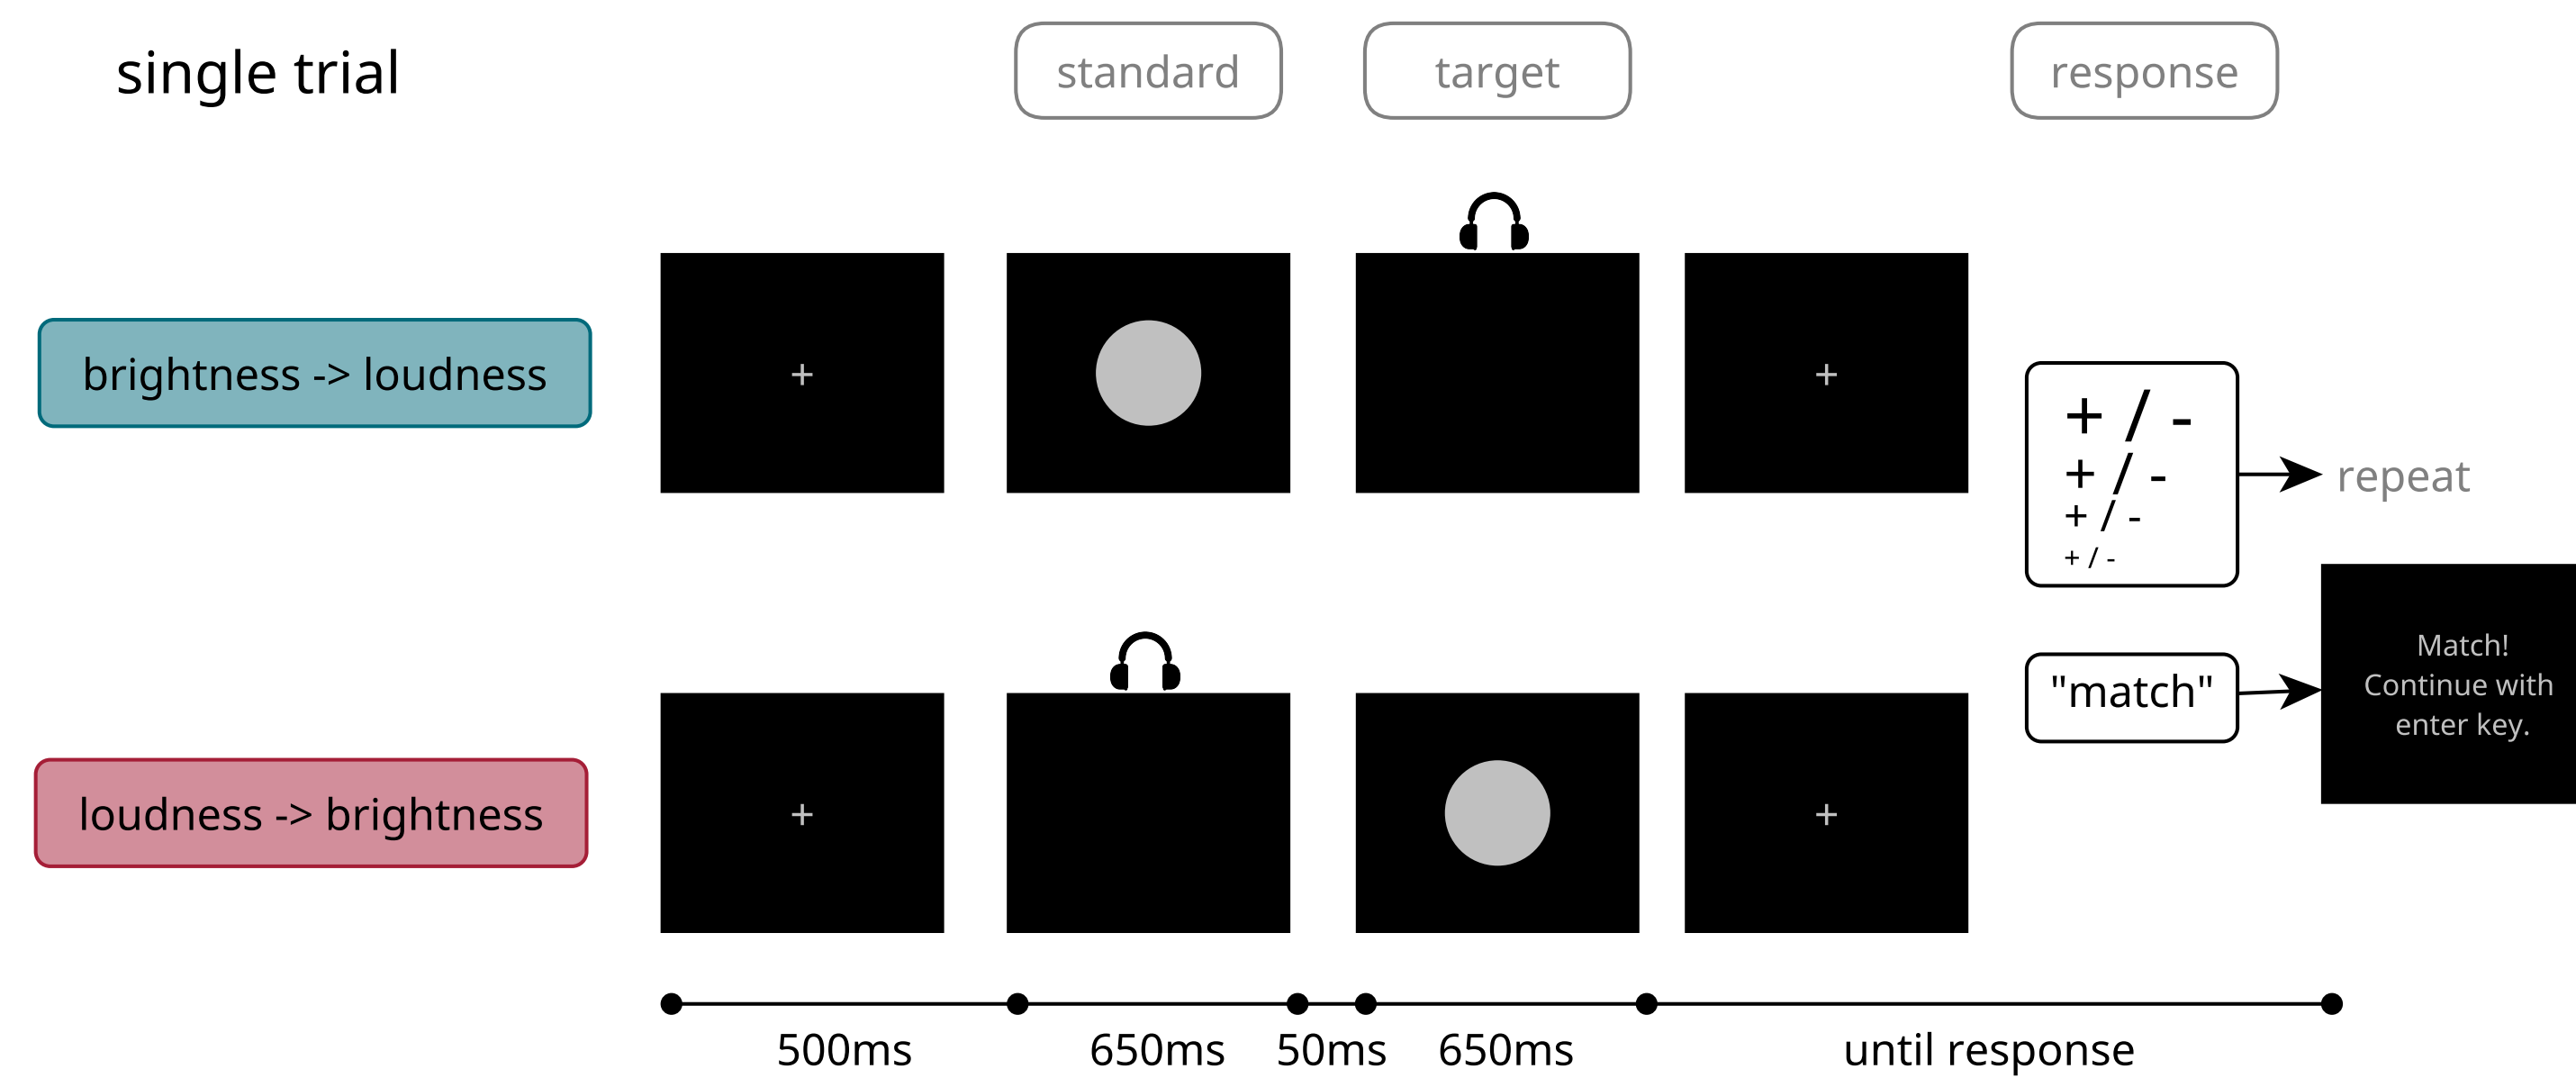 single trial
standard
target
response
brightness -> loudness
+
+
+ / -
+ / -
+ / -
+ / -
repeat
"match"
Match!
Continue with
enter key.
loudness -> brightness
+
+
500ms
650ms
50ms
650ms
until response